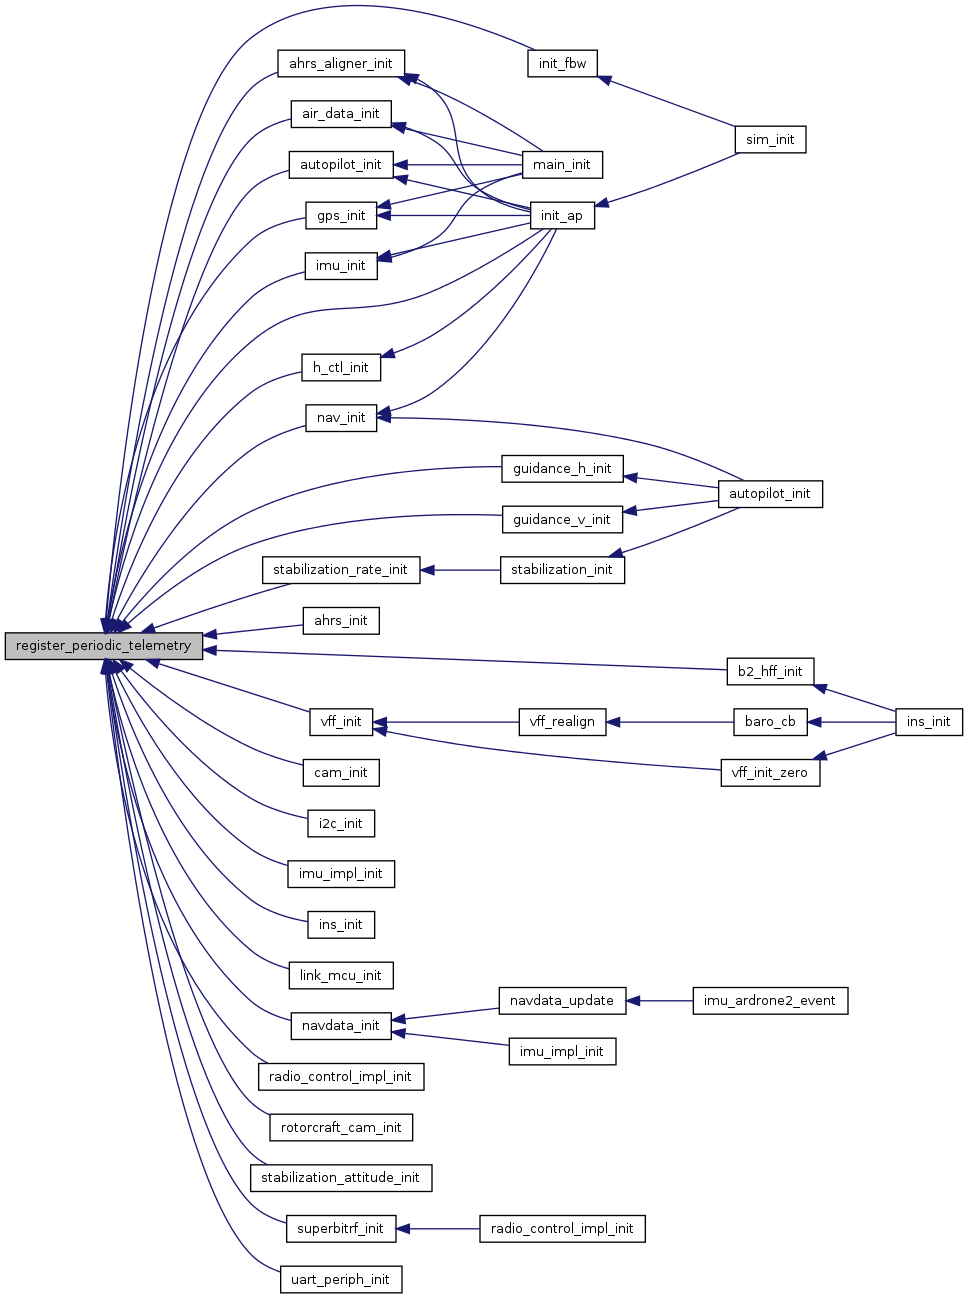 ahrs_aligner_init
init_fbw
air_data_init
sim_init
autopilot_init
main_init
gps_init
init_ap
imu_init
h_ctl_init
nav_init
guidance_h_init
autopilot_init
guidance_v_init
stabilization_rate_init
stabilization_init
ahrs_init
register_periodic_telemetry
b2_hff_init
vff_init
vff_realign
baro_cb
ins_init
cam_init
vff_init_zero
i2c_init
imu_impl_init
ins_init
link_mcu_init
navdata_update
imu_ardrone2_event
navdata_init
imu_impl_init
radio_control_impl_init
rotorcraft_cam_init
stabilization_attitude_init
superbitrf_init
radio_control_impl_init
uart_periph_init